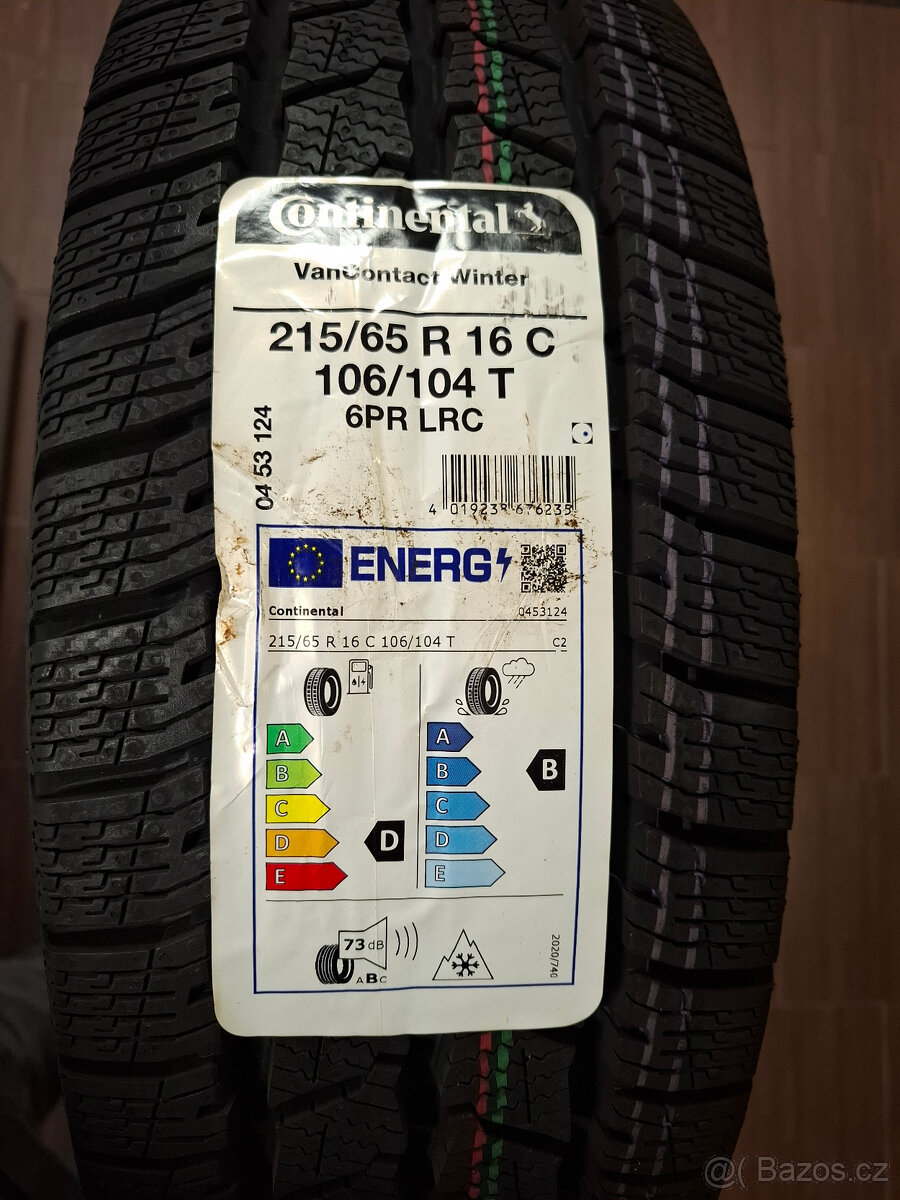 Continental
VanContact Winter
215/65 R 16 C
106/104 T
6PR LRC
04 53 124
4 019238 676235
ENERG
Continental 0453124
215/65 R 16 C 106/104 T C2
A A
B B B
C C
D D D
E E
73 dB
ABC
2020/740
@( Bazos.cz